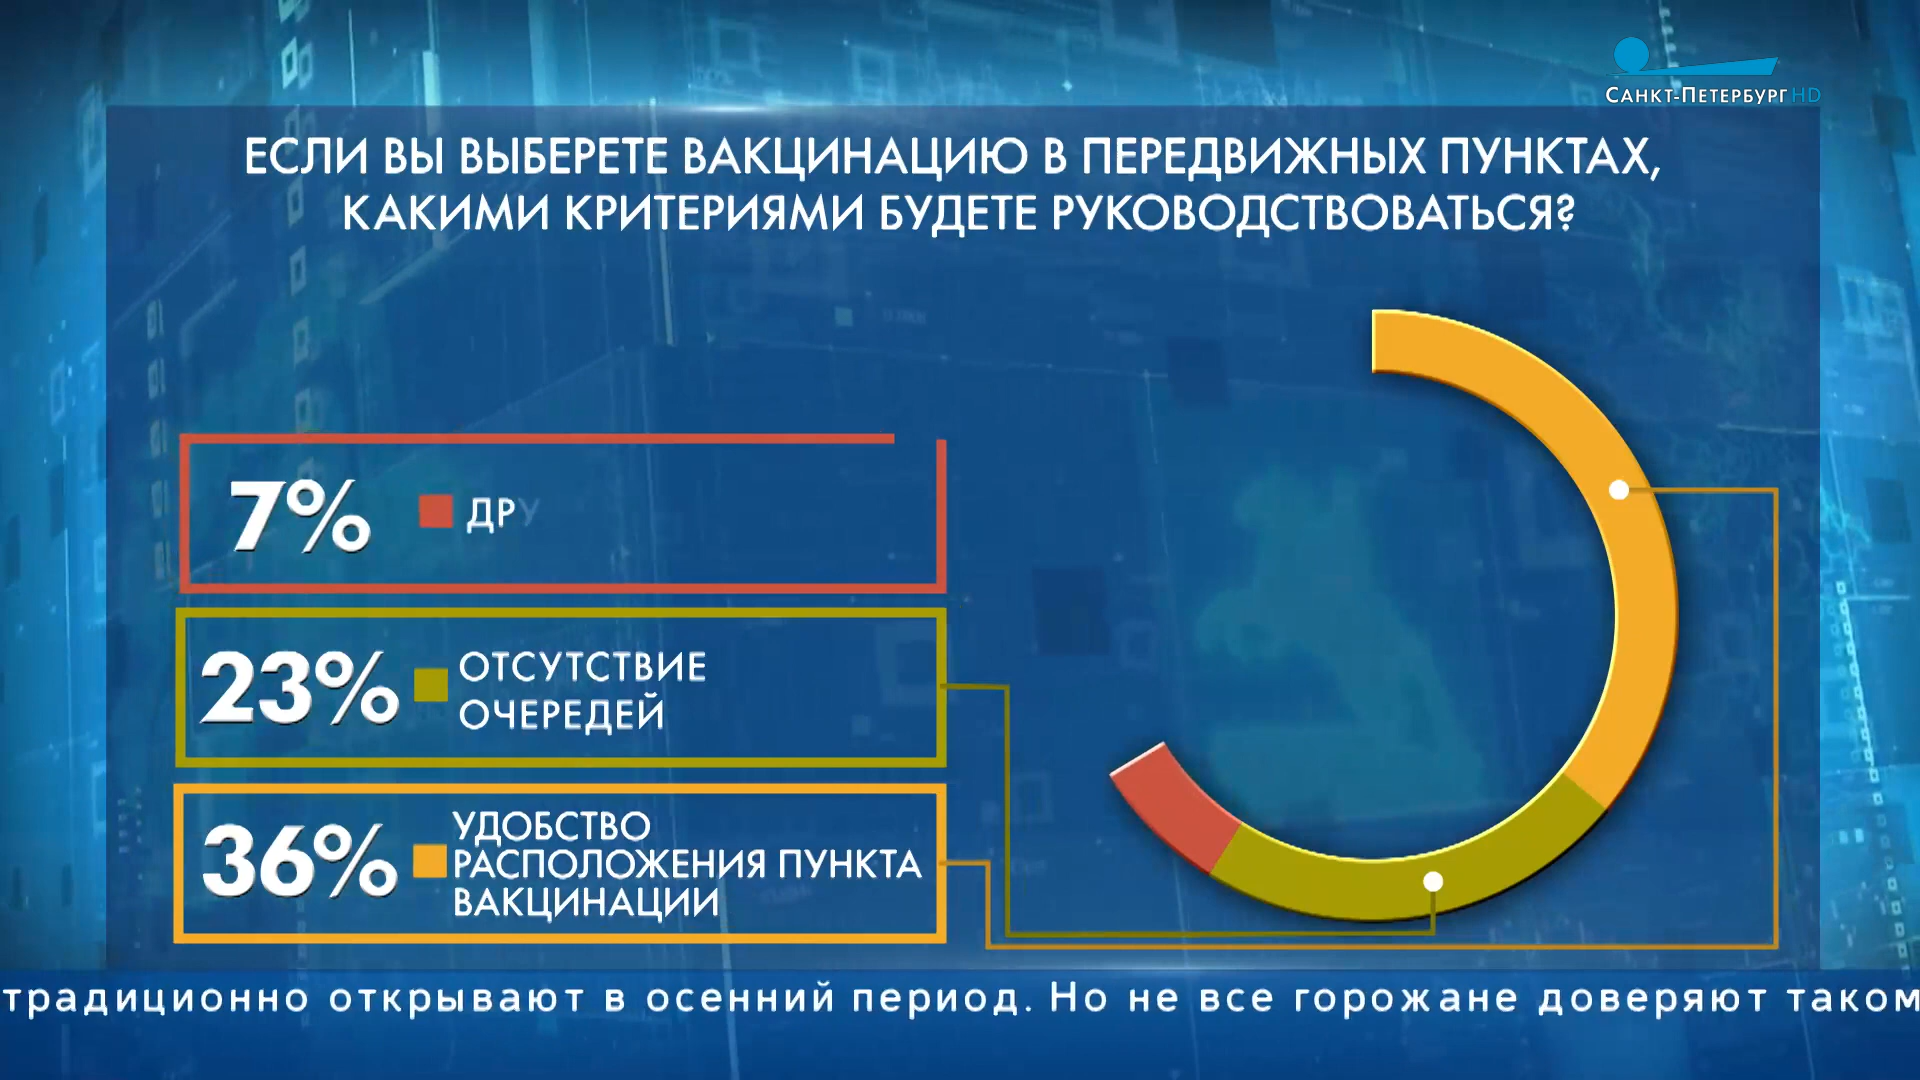 САНКТ-ПЕТЕРБУРГ HD
ЕСЛИ ВЫ ВЫБЕРЕТЕ ВАКЦИНАЦИЮ В ПЕРЕДВИЖНЫХ ПУНКТАХ,
КАКИМИ КРИТЕРИЯМИ БУДЕТЕ РУКОВОДСТВОВАТЬСЯ?
7% ДРУ
23% ОТСУТСТВИЕ
ОЧЕРЕДЕЙ
36% УДОБСТВО
РАСПОЛОЖЕНИЯ ПУНКТА
ВАКЦИНАЦИИ
традиционно открывают в осенний период. Но не все горожане доверяют таком